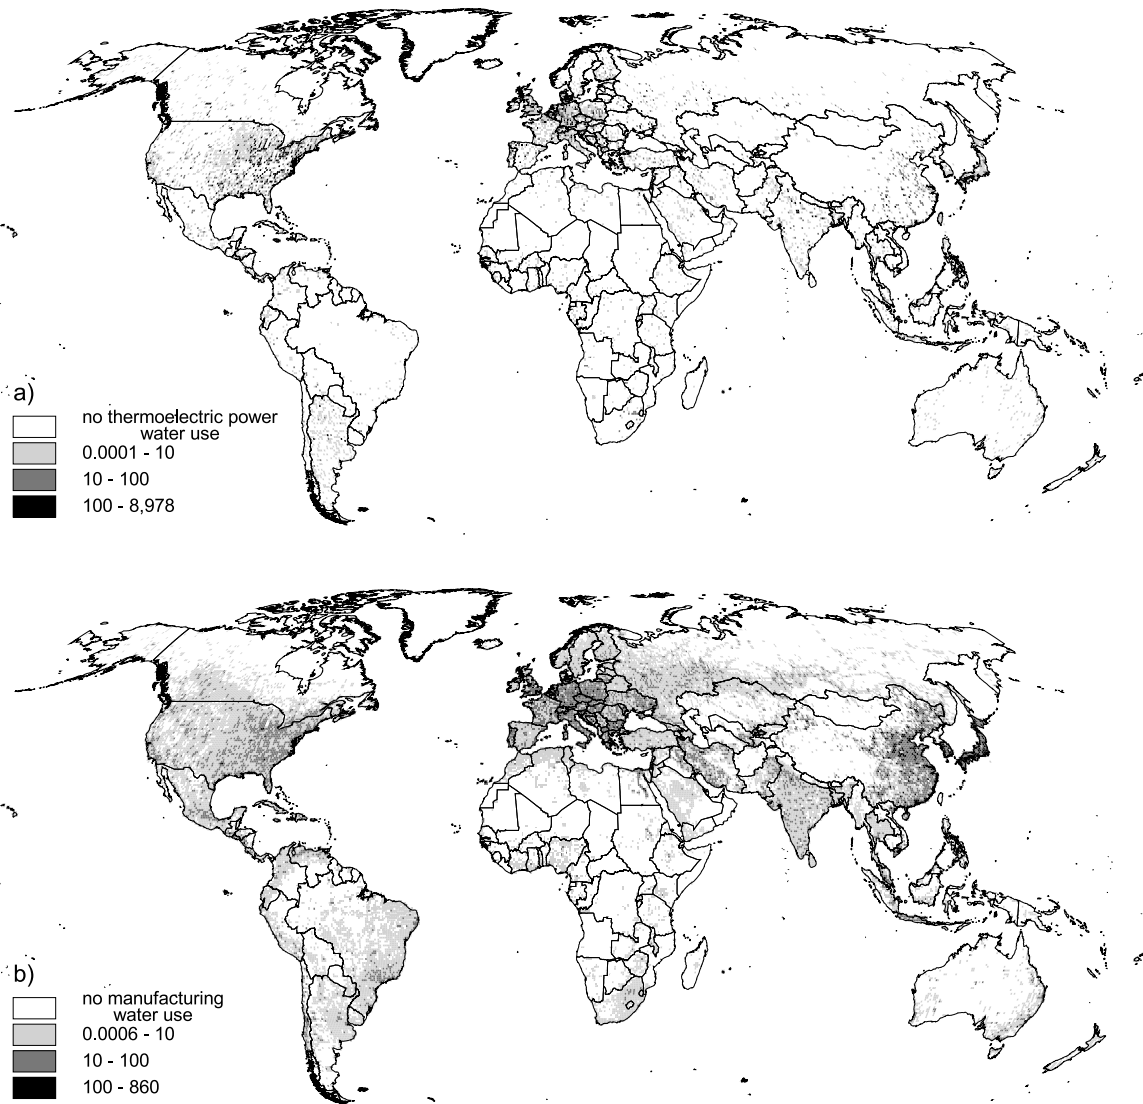 a)
no thermoelectric power
water use
0.0001 - 10
10 - 100
100 - 8,978
b)
no manufacturing
water use
0.0006 - 10
10 - 100
100 - 860